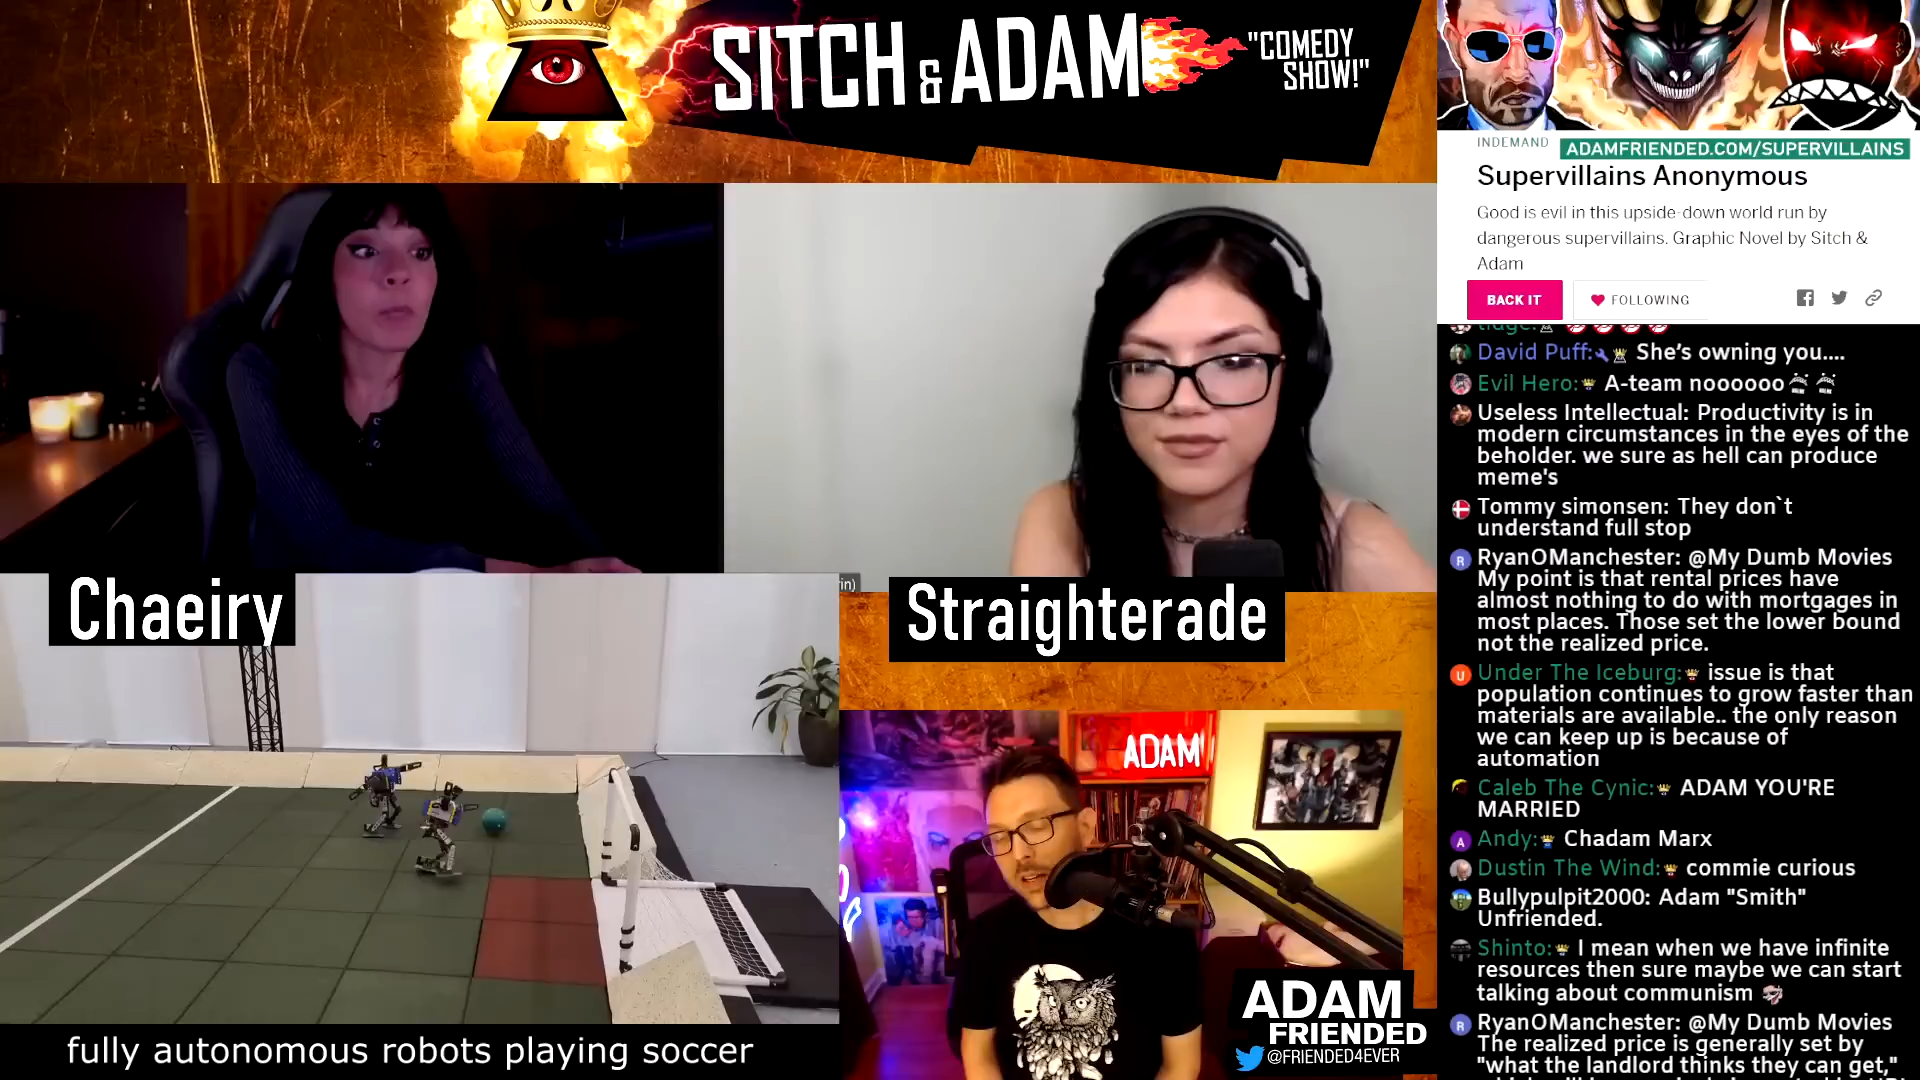 SITCH & ADAM
"COMEDY
SHOW!"
INDEMAND
ADAMFRIENDED.COM/SUPERVILLAINS
Supervillains Anonymous
Good is evil in this upside-down world run by
dangerous supervillains. Graphic Novel by Sitch &
Adam
BACK IT
FOLLOWING
David Puff: She's owning you....
Evil Hero: A-team noooooo
Useless Intellectual: Productivity is in
modern circumstances in the eyes of the
beholder. we sure as hell can produce
meme's
Tommy simonsen: They don`t
understand full stop
R
RyanOManchester: @My Dumb Movies
My point is that rental prices have
almost nothing to do with mortgages in
most places. Those set the lower bound
not the realized price.
U
Under The Iceburg: issue is that
population continues to grow faster than
materials are available.. the only reason
we can keep up is because of
automation
Caleb The Cynic: ADAM YOU'RE
MARRIED
A
Andy: Chadam Marx
Dustin The Wind: commie curious
Bullypulpit2000: Adam "Smith"
Unfriended.
Shinto: I mean when we have infinite
resources then sure maybe we can start
talking about communism
R
RyanOManchester: @My Dumb Movies
The realized price is generally set by
"what the landlord thinks they can get,"
Chaeiry
Straighterade
ADAM
ADAM
FRIENDED
@FRIENDED4EVER
fully autonomous robots playing soccer